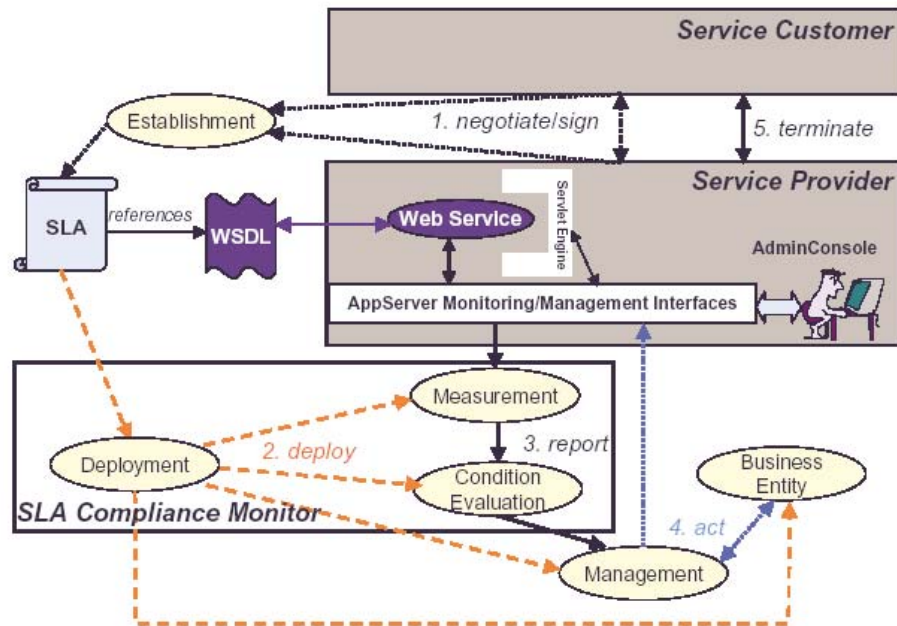 Service Customer
Establishment
1. negotiate/sign
5. terminate
Service Provider
SLA
references
WSDL
Web Service
Servlet Engine
AdminConsole
AppServer Monitoring/Management Interfaces
Measurement
2. deploy
3. report
Deployment
Condition
Evaluation
Business
Entity
SLA Compliance Monitor
4. act
Management